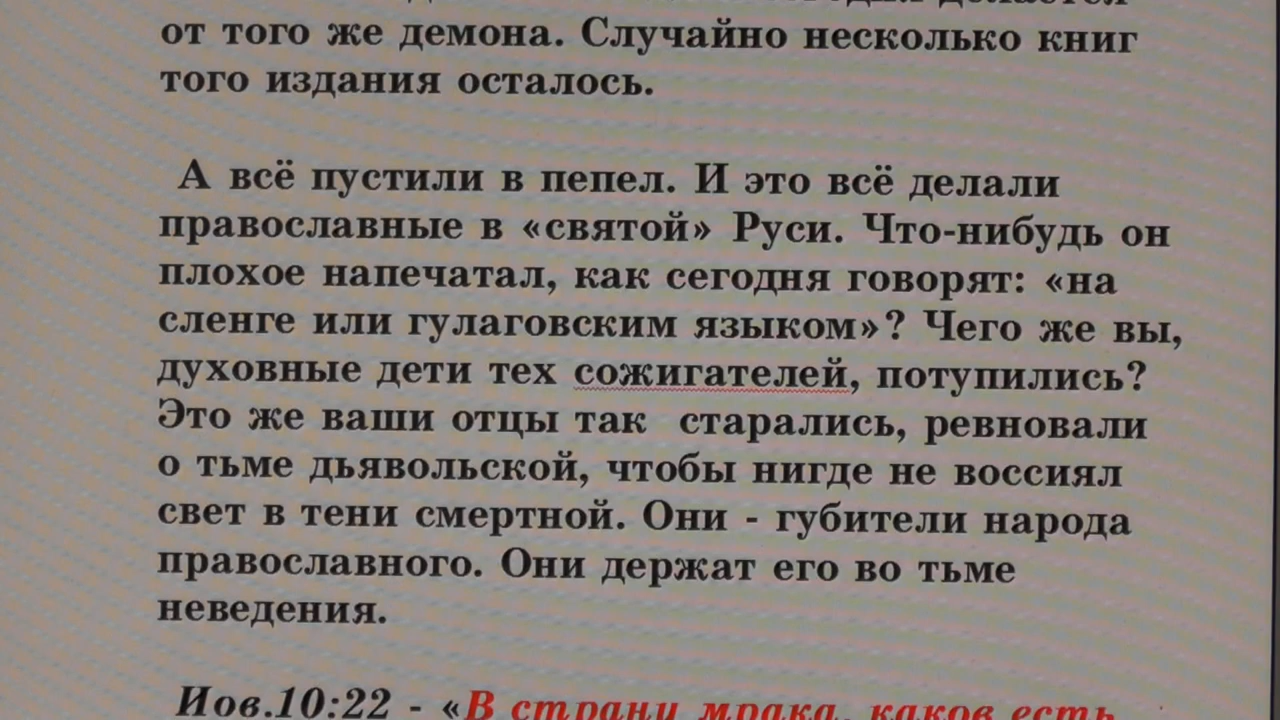 от того же демона. Случайно несколько книг
того издания осталось.
А всё пустили в пепел. И это всё делали
православные в «святой» Руси. Что-нибудь он
плохое напечатал, как сегодня говорят: «на
сленге или гулаговским языком»? Чего же вы,
духовные дети тех сожигателей, потупились?
Это же ваши отцы так старались, ревновали
о тьме дьявольской, чтобы нигде не воссиял
свет в тени смертной. Они - губители народа
православного. Они держат его во тьме
неведения.
Иов.10:22 - «В страну мрака, каков есть